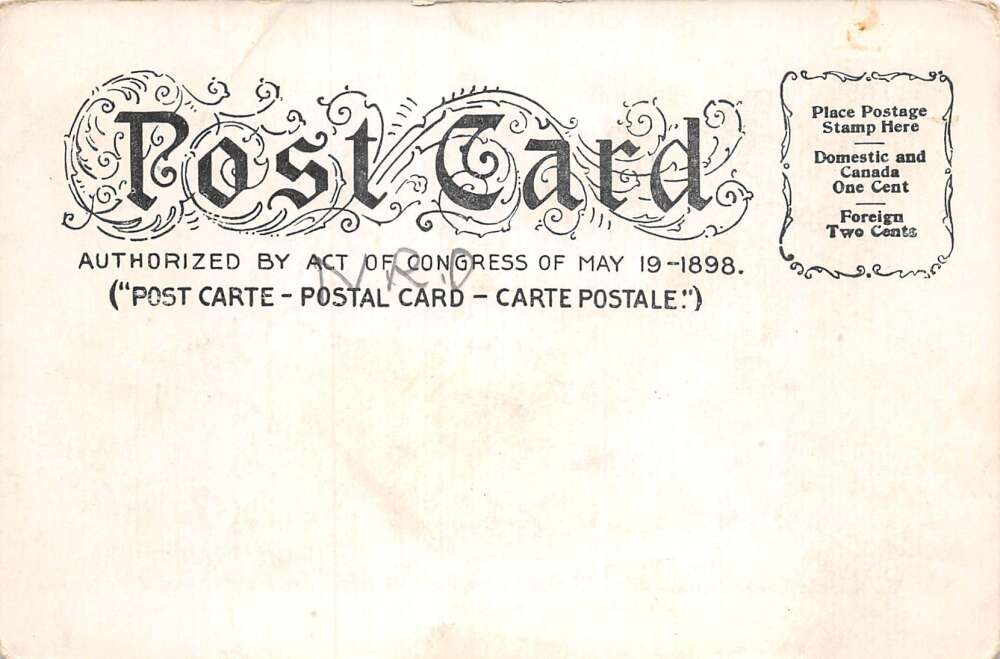 Post Card
AUTHORIZED BY ACT OF CONGRESS OF MAY 19-1898.
("POST CARTE - POSTAL CARD - CARTE POSTALE.")
N.R.O
Place Postage
Stamp Here
Domestic and
Canada
One Cent
Foreign
Two Cents